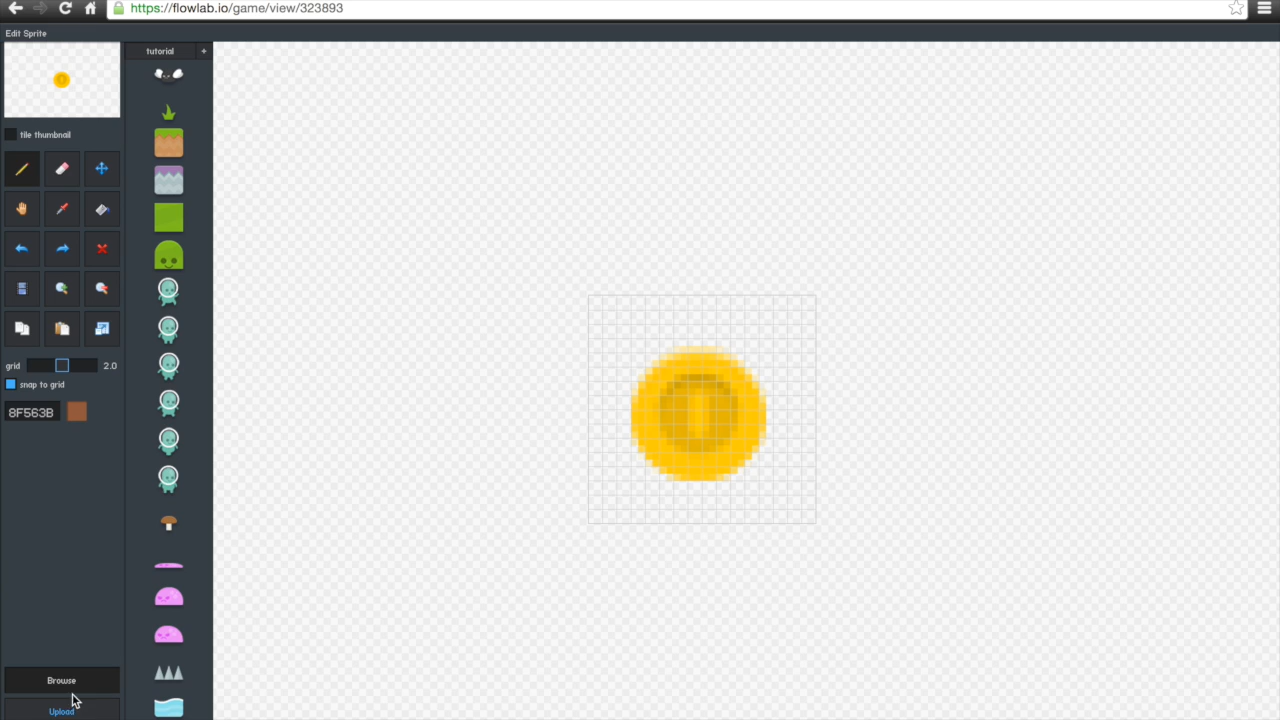 https://flowlab.io/game/view/323893
Edit Sprite
tutorial +
tile thumbnail
grid 2.0
snap to grid
8F563B
Browse
Upload